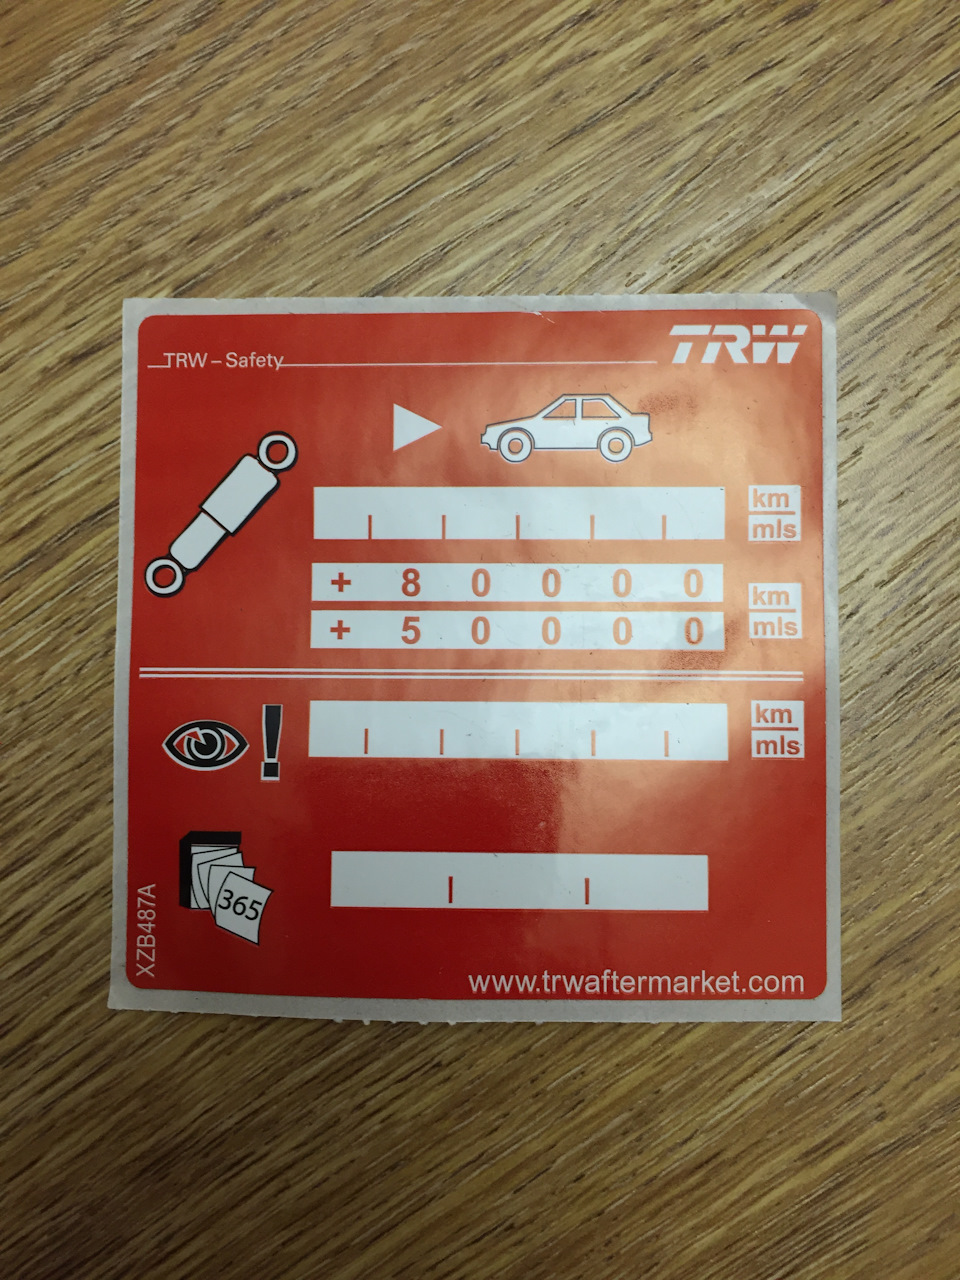 TRW
TRW – Safety
km
mls
+ 8 0 0 0 0
+ 5 0 0 0 0
km
mls
km
mls
!
365
XZB487A
www.trwaftermarket.com